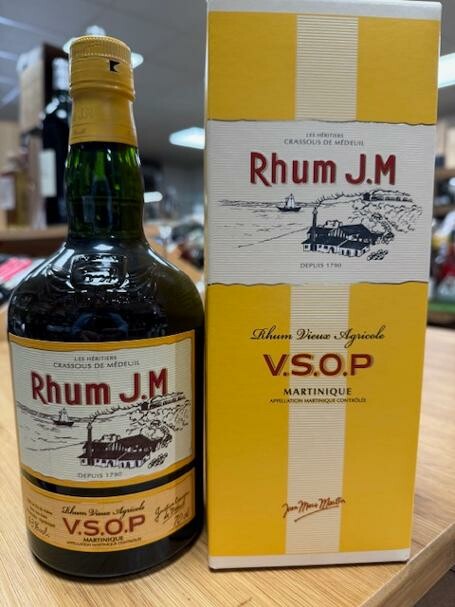 LES HÉRITIERS
CRASSOUS DE MÉDEUIL
Rhum J.M
DEPUIS 1790
Rhum Vieux Agricole
V.S.O.P
MARTINIQUE
APPELLATION MARTINIQUE CONTRÔLÉE
LES HÉRITIERS
CRASSOUS DE MÉDEUIL
Rhum J.M
DEPUIS 1790
Rhum Vieux Agricole
V.S.O.P
MARTINIQUE
APPELLATION MARTINIQUE CONTRÔLÉE